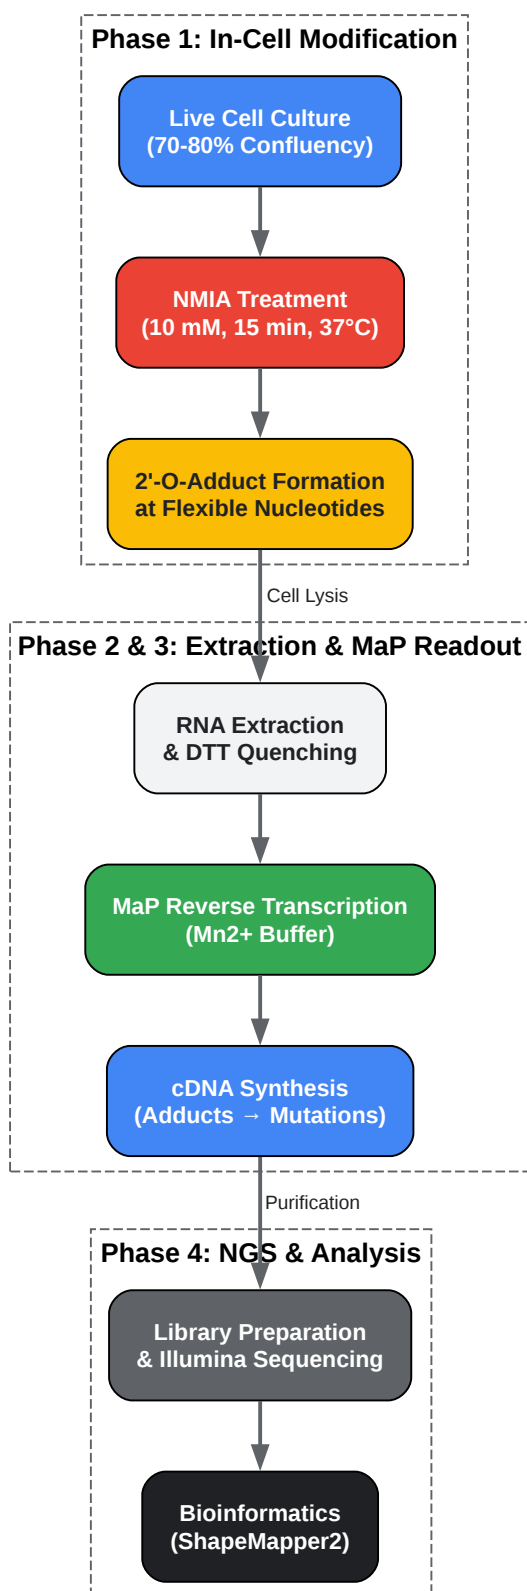 Phase 1: In-Cell Modification
Live Cell Culture
(70-80% Confluency)
NMIA Treatment
(10 mM, 15 min, 37°C)
2'-O-Adduct Formation
at Flexible Nucleotides
Cell Lysis
Phase 2 & 3: Extraction & MaP Readout
RNA Extraction
& DTT Quenching
MaP Reverse Transcription
(Mn2+ Buffer)
cDNA Synthesis
(Adducts → Mutations)
Purification
Phase 4: NGS & Analysis
Library Preparation
& Illumina Sequencing
Bioinformatics
(ShapeMapper2)